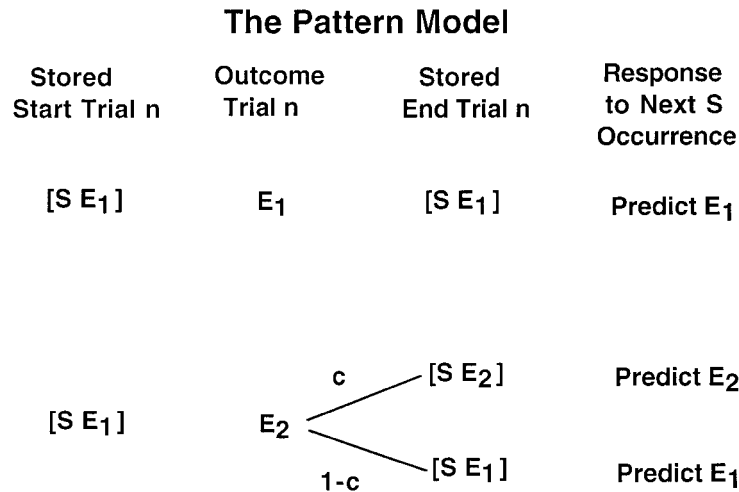 The Pattern Model
Stored Start Trial n
Outcome Trial n
Stored End Trial n
Response to Next S Occurrence
[S E1] E1 [S E1] Predict E1
c [S E2] Predict E2
[S E1] E2
1-c [S E1] Predict E1